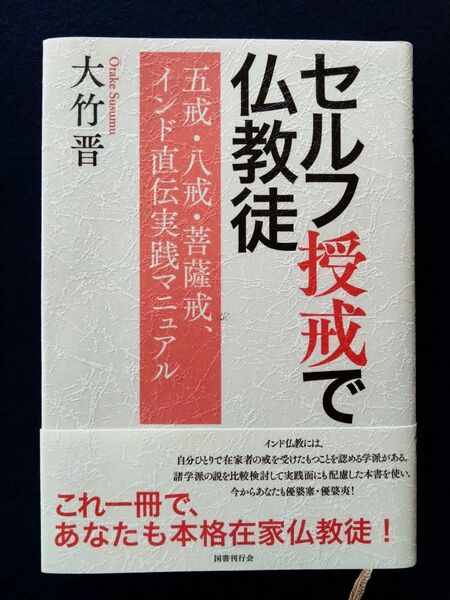 セルフ授戒で
仏教徒
五戒・八戒・菩薩戒、
インド直伝実践マニュアル
Otake Susumu
大竹晋
インド仏教には、
自分ひとりで在家者の戒を受けたもつことを認める学派がある。
諸学派の説を比較検討して実践面にも配慮した本書を使い、
今からあなたも優婆塞・優婆夷！
これ一冊で、
あなたも本格在家仏教徒！
国書刊行会